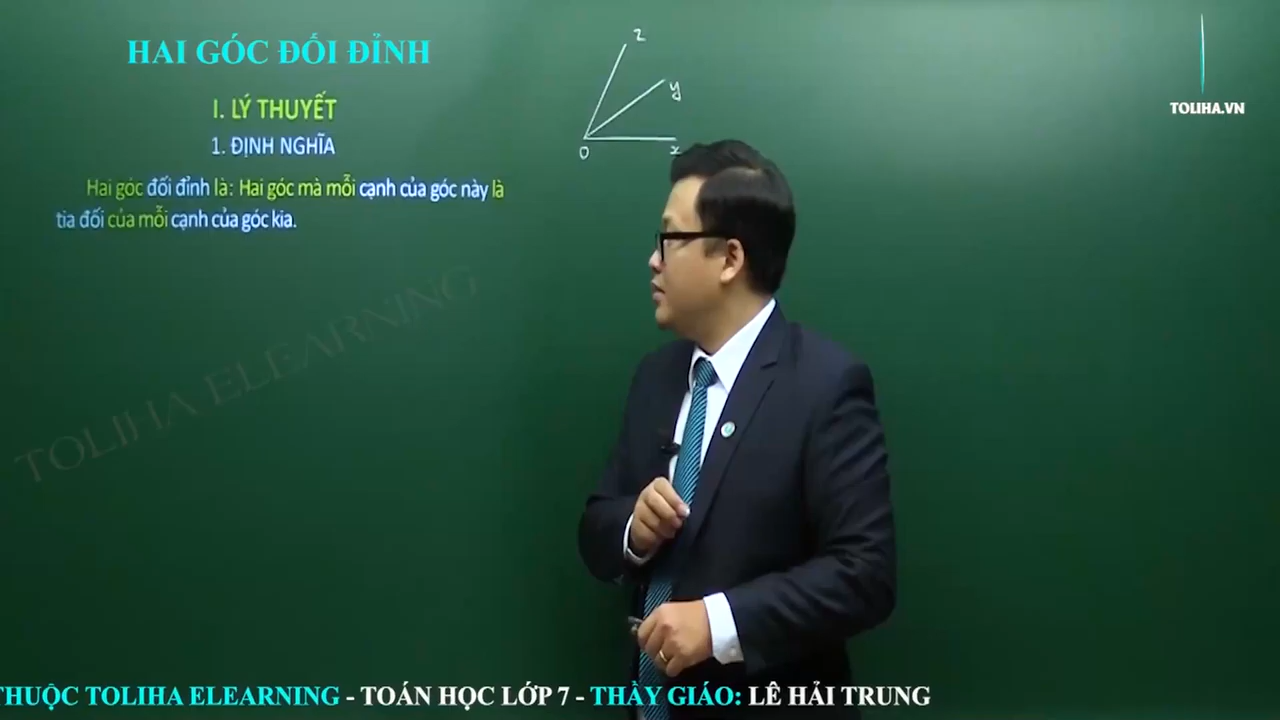 HAI GÓC ĐỐI ĐỈNH
I. LÝ THUYẾT
1. ĐỊNH NGHĨA
Hai góc đối đỉnh là: Hai góc mà mỗi cạnh của góc này là
tia đối của mỗi cạnh của góc kia.
z
y
O
x
TOLIHA.VN
TOLIHA ELEARNING
THUỘC TOLIHA ELEARNING - TOÁN HỌC LỚP 7 - THẦY GIÁO: LÊ HẢI TRUNG